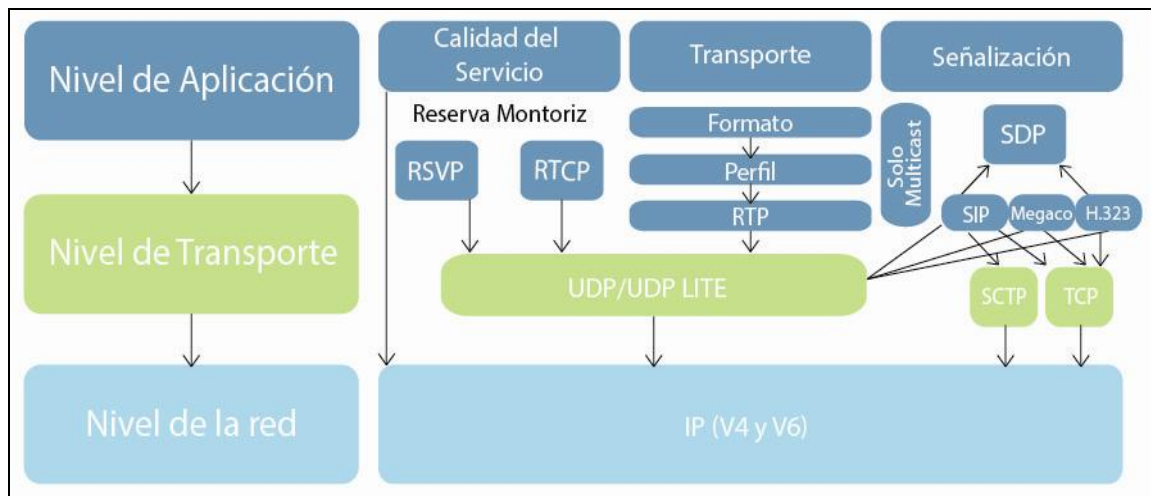 Nivel de Aplicación
Nivel de Transporte
Nivel de la red
Calidad del
Servicio
Reserva Montoriz
RSVP
RTCP
Transporte
Formato
Perfil
RTP
Señalización
Solo
Multicast
SDP
SIP
Megaco
H.323
UDP/UDP LITE
SCTP
TCP
IP (V4 y V6)